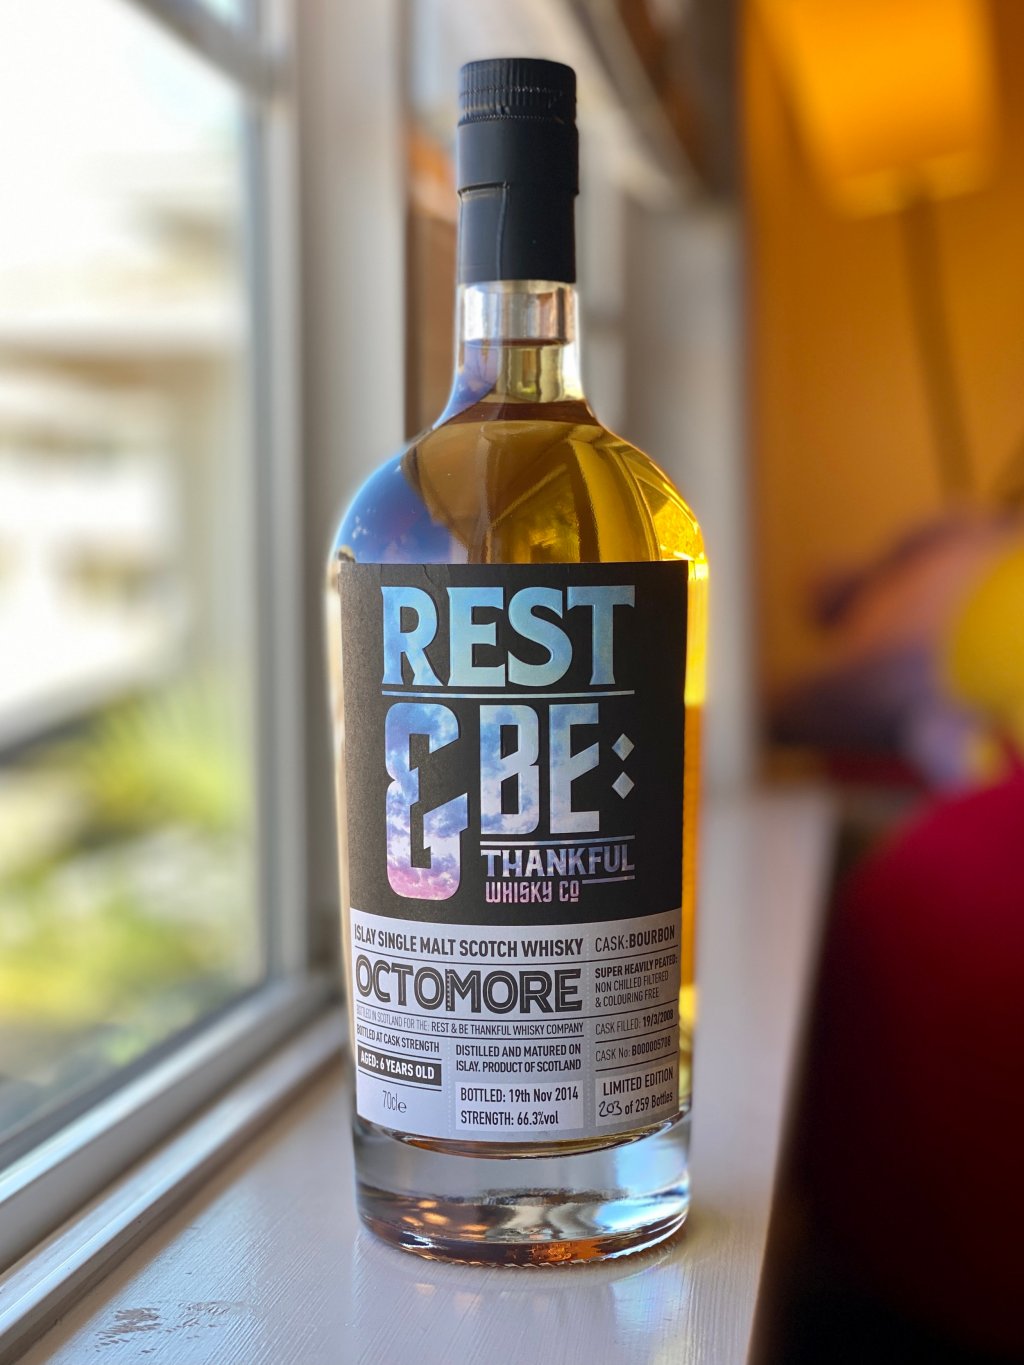 REST
& BE:
THANKFUL
WHISKY CO
ISLAY SINGLE MALT SCOTCH WHISKY
OCTOMORE
BOTTLED IN SCOTLAND FOR THE: REST & BE THANKFUL WHISKY COMPANY
BOTTLED AT CASK STRENGTH
AGED: 6 YEARS OLD
70cl e
DISTILLED AND MATURED ON
ISLAY. PRODUCT OF SCOTLAND
BOTTLED: 19th Nov 2014
STRENGTH: 66.3%vol
CASK: BOURBON
SUPER HEAVILY PEATED:
NON CHILLED FILTERED
& COLOURING FREE
CASK FILLED: 19/3/2008
CASK No: B000005708
LIMITED EDITION
203 of 259 Bottles